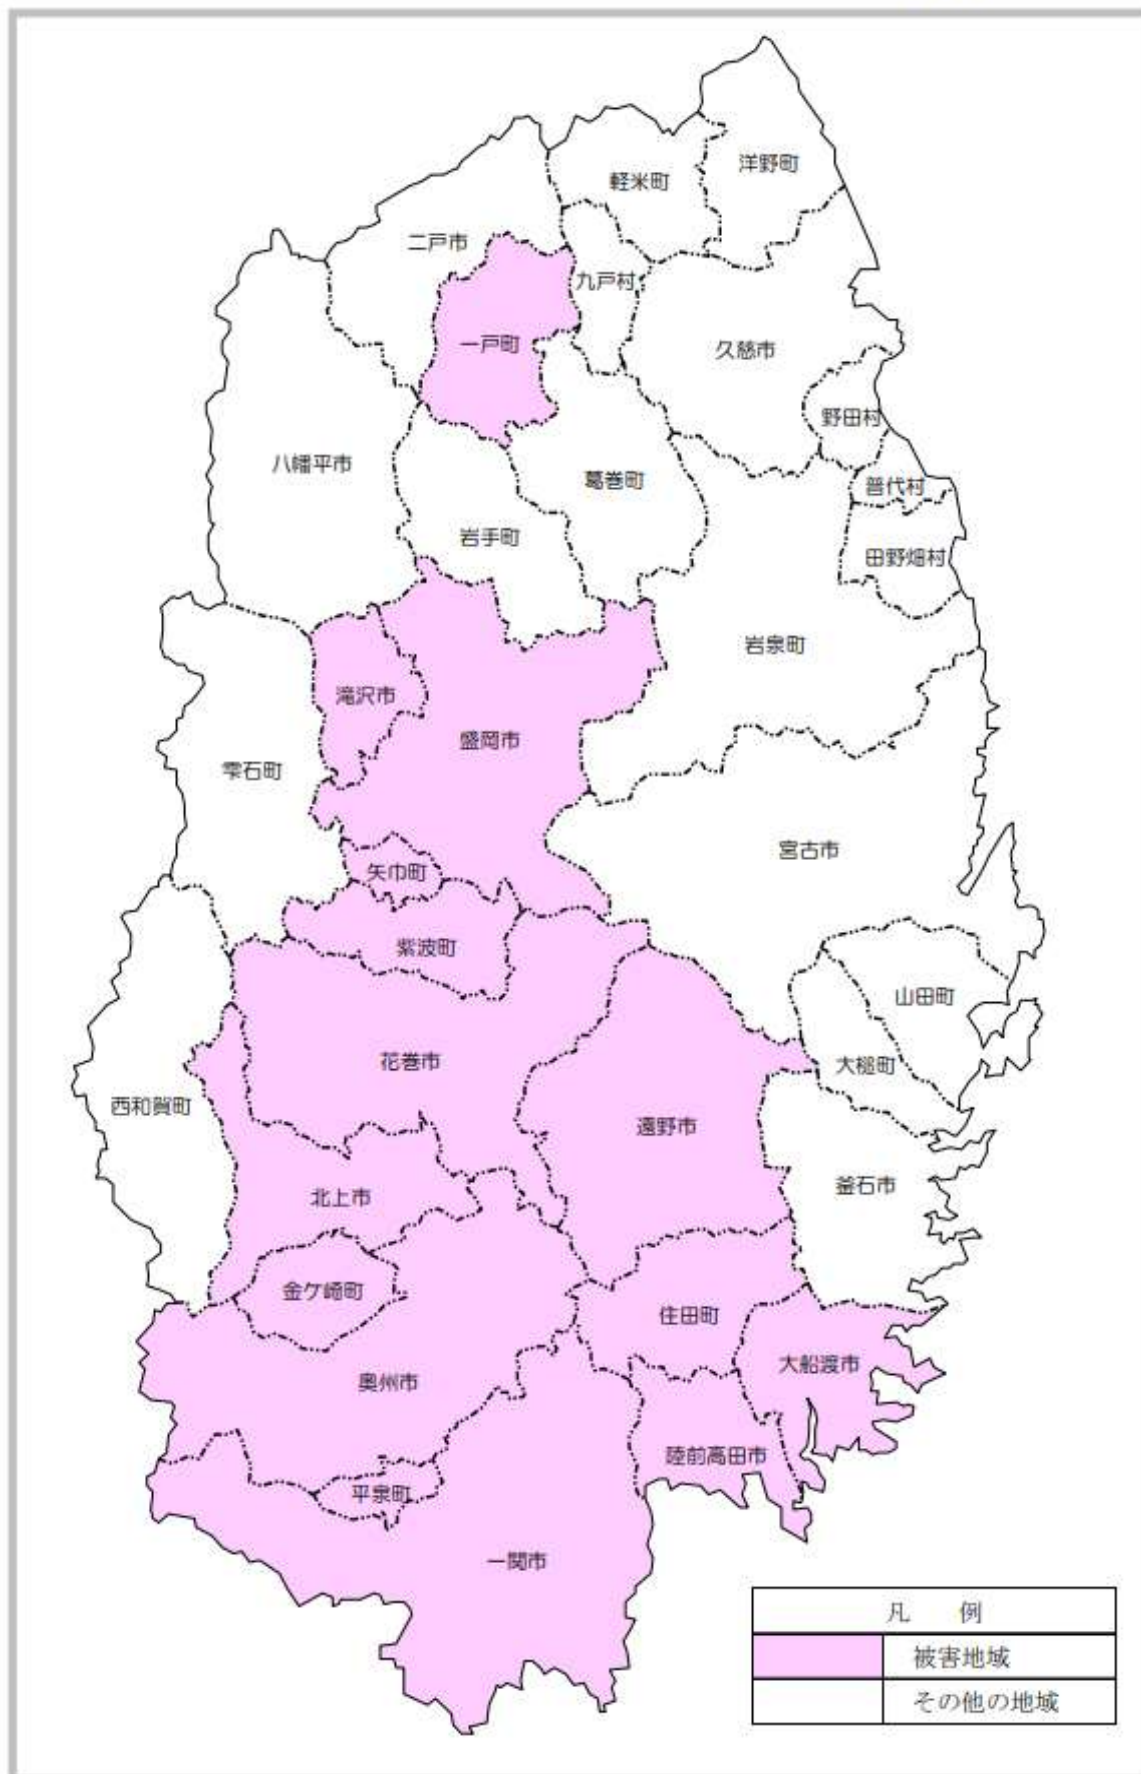 洋野町
軽米町
二戸市
九戸村
一戸町
久慈市
野田村
八幡平市
葛巻町
普代村
岩手町
田野畑村
岩泉町
滝沢市
盛岡市
雫石町
宮古市
矢巾町
紫波町
山田町
花巻市
大槌町
西和賀町
遠野市
釜石市
北上市
金ケ崎町
住田町
大船渡市
奥州市
陸前高田市
平泉町
一関市
凡 例
被害地域
その他の地域